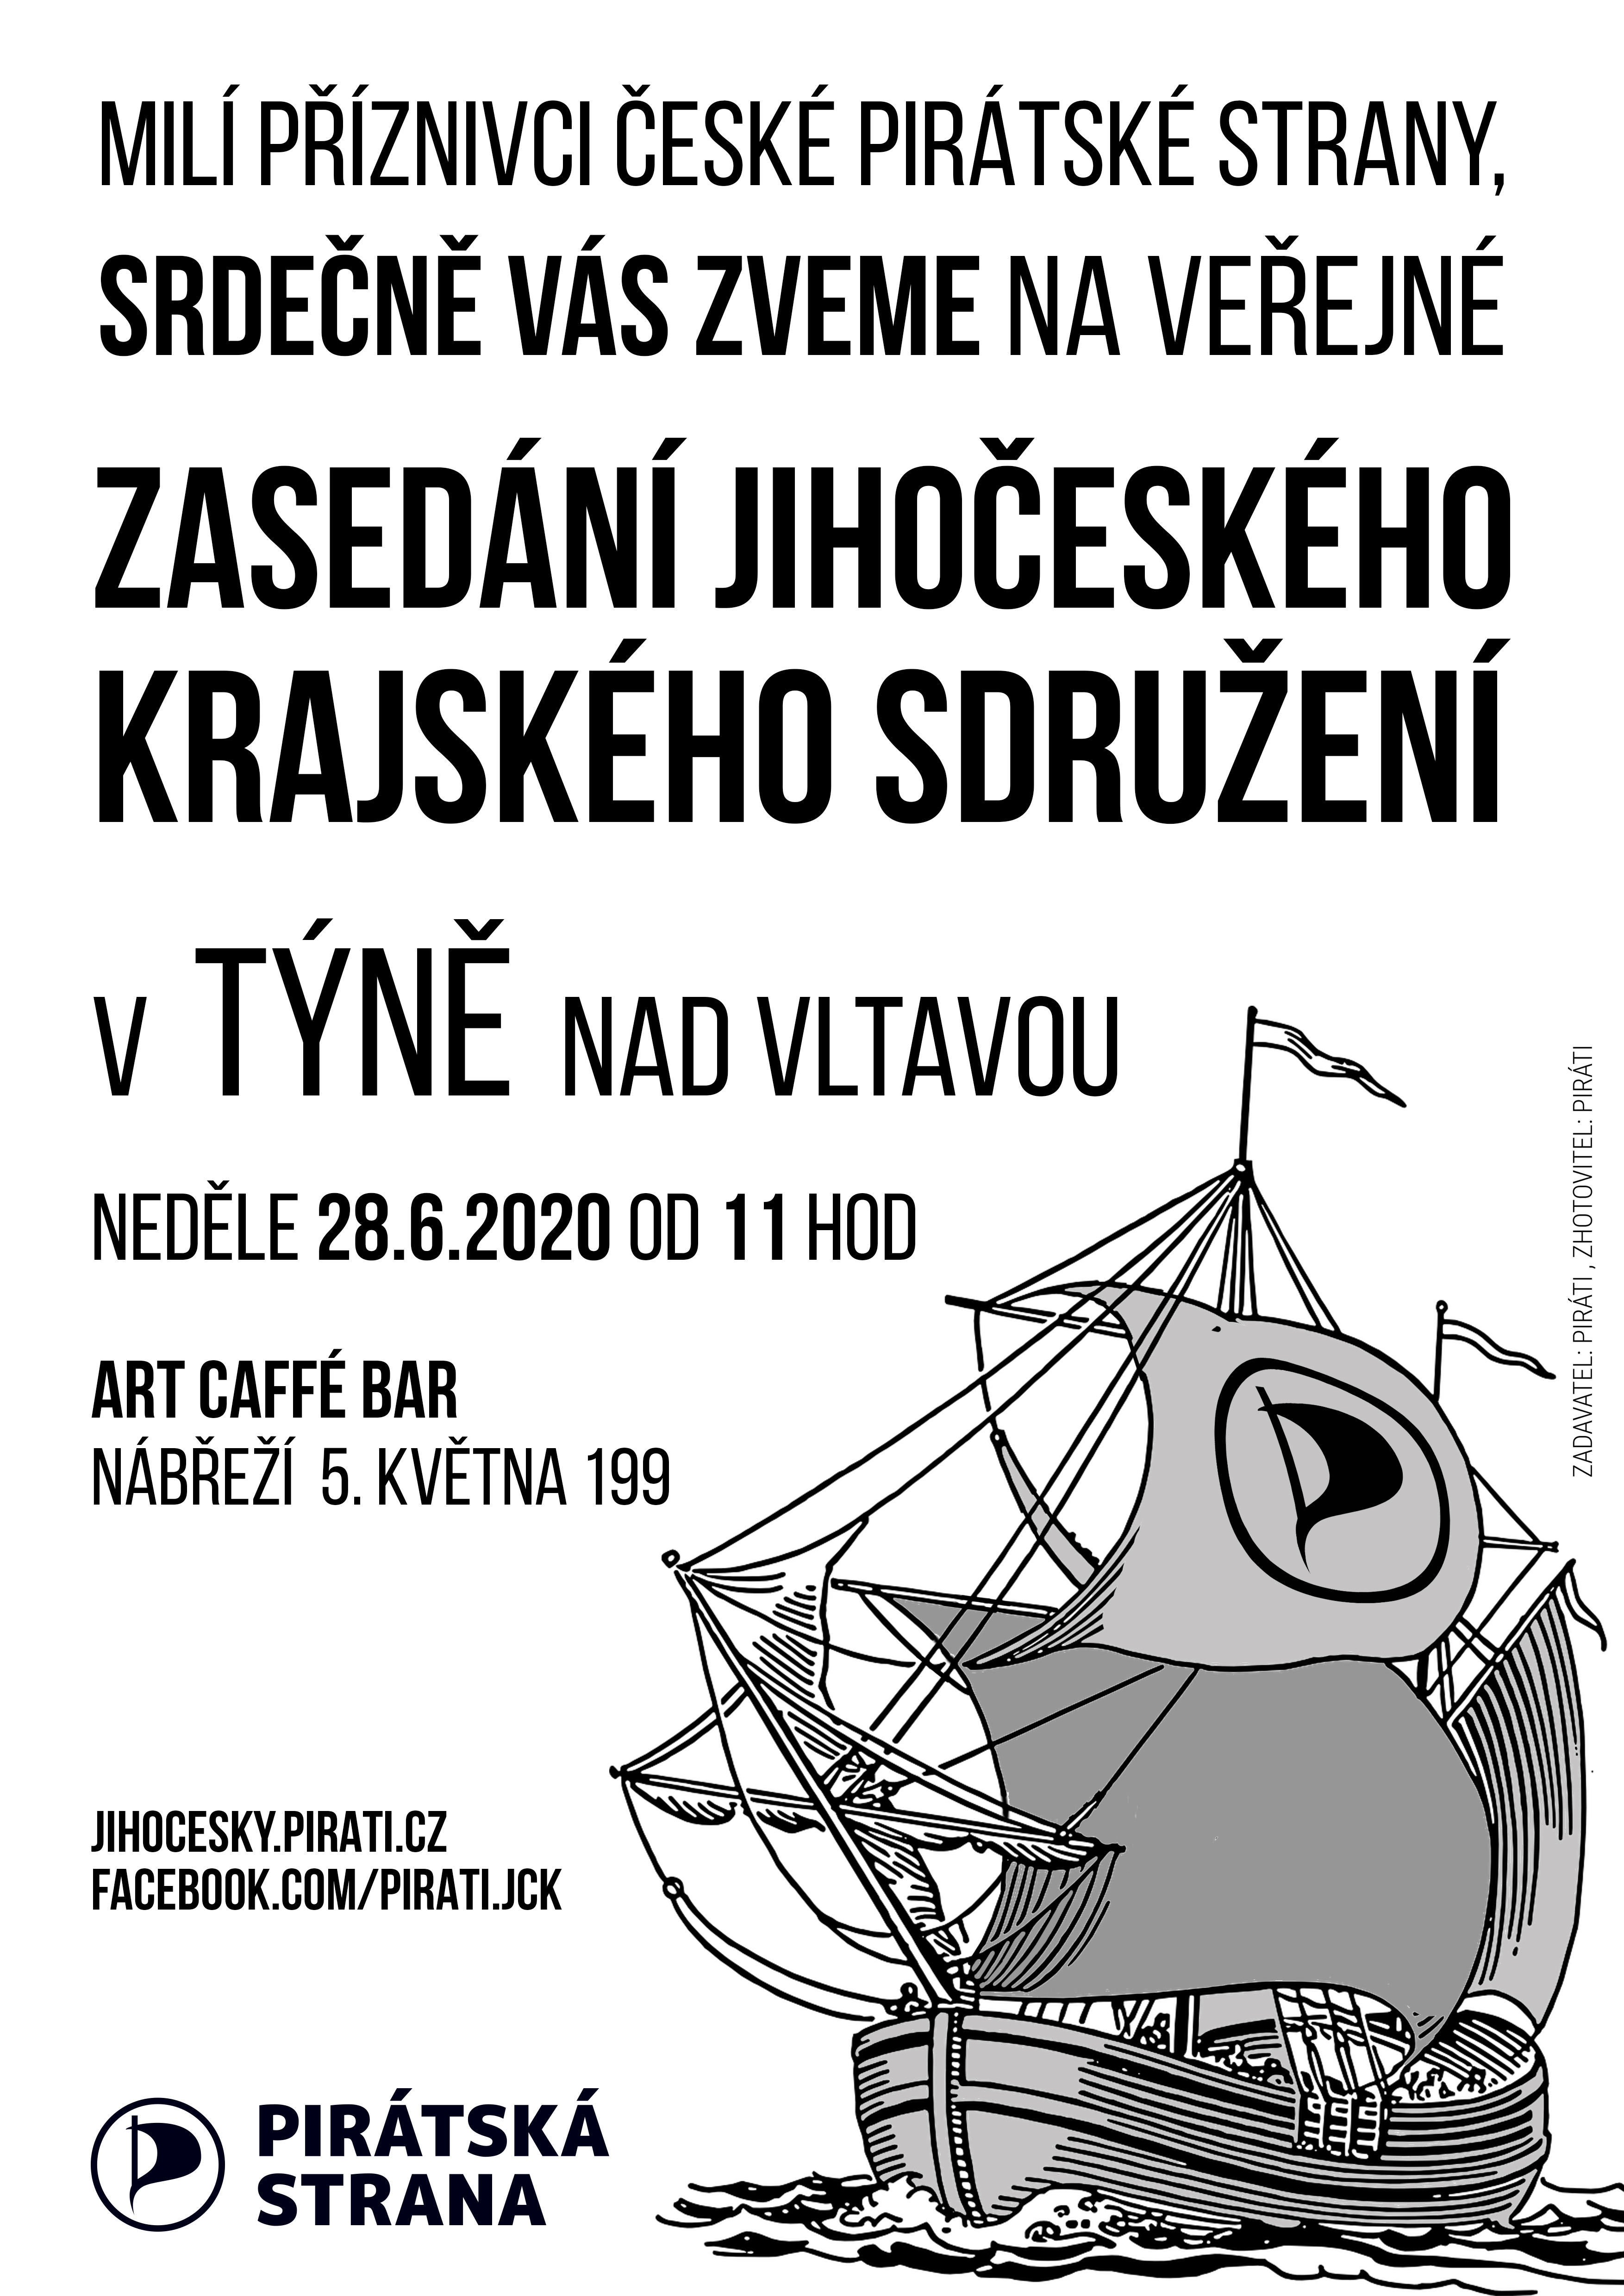 MILÍ PŘÍZNIVCI ČESKÉ PIRÁTSKÉ STRANY,
SRDEČNĚ VÁS ZVEME NA VEŘEJNÉ
ZASEDÁNÍ JIHOČESKÉHO
KRAJSKÉHO SDRUŽENÍ
V TÝNĚ NAD VLTAVOU
NEDĚLE 28.6.2020 OD 11 HOD
ART CAFFÉ BAR
NÁBŘEŽÍ 5. KVĚTNA 199
JIHOCESKY.PIRATI.CZ
FACEBOOK.COM/PIRATI.JCK
PIRÁTSKÁ
STRANA
ZADAVATEL: PIRÁTI , ZHOTOVITEL: PIRÁTI